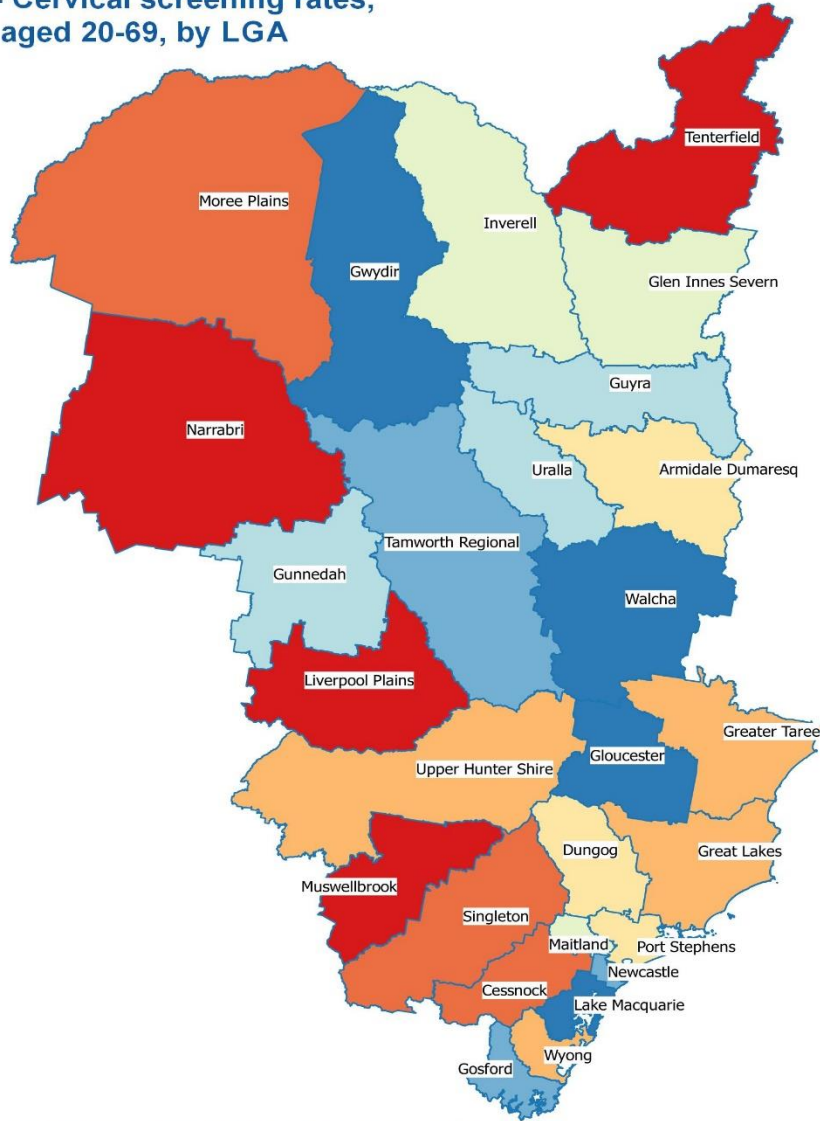 Cervical screening rates,
aged 20-69, by LGA
Tenterfield
Moree Plains
Inverell
Gwydir
Glen Innes Severn
Guyra
Narrabri
Uralla
Armidale Dumaresq
Tamworth Regional
Gunnedah
Walcha
Liverpool Plains
Greater Taree
Gloucester
Upper Hunter Shire
Dungog
Great Lakes
Muswellbrook
Singleton
Maitland
Port Stephens
Newcastle
Cessnock
Lake Macquarie
Wyong
Gosford